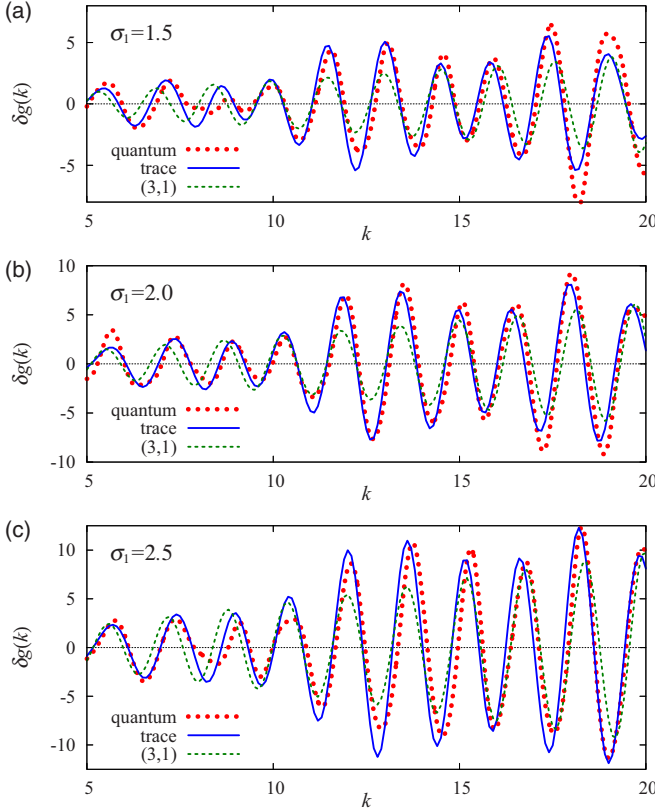 (a)
σ₁=1.5
5
0
-5
δg(k)
quantum
trace
(3,1)
5 10 15 20
k
(b)
σ₁=2.0
10
5
0
-5
-10
δg(k)
quantum
trace
(3,1)
5 10 15 20
k
(c)
σ₁=2.5
10
5
0
-5
-10
δg(k)
quantum
trace
(3,1)
5 10 15 20
k